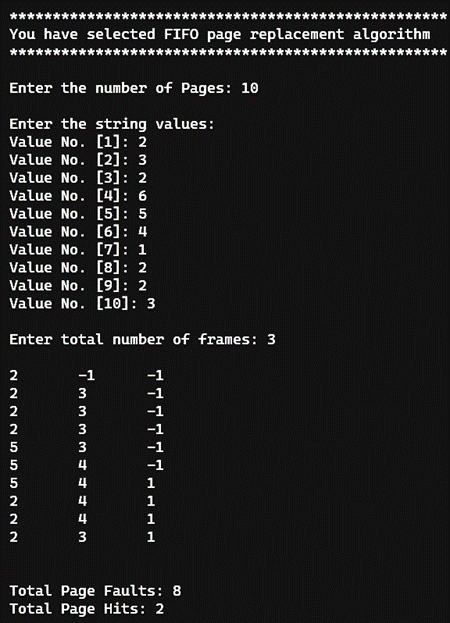 **************************************************
You have selected FIFO page replacement algorithm
**************************************************
Enter the number of Pages: 10
Enter the string values:
Value No. [1]: 2
Value No. [2]: 3
Value No. [3]: 2
Value No. [4]: 6
Value No. [5]: 5
Value No. [6]: 4
Value No. [7]: 1
Value No. [8]: 2
Value No. [9]: 2
Value No. [10]: 3
Enter total number of frames: 3
2 -1 -1
2 3 -1
2 3 -1
2 3 -1
5 3 -1
5 4 -1
5 4 1
2 4 1
2 4 1
2 3 1
Total Page Faults: 8
Total Page Hits: 2